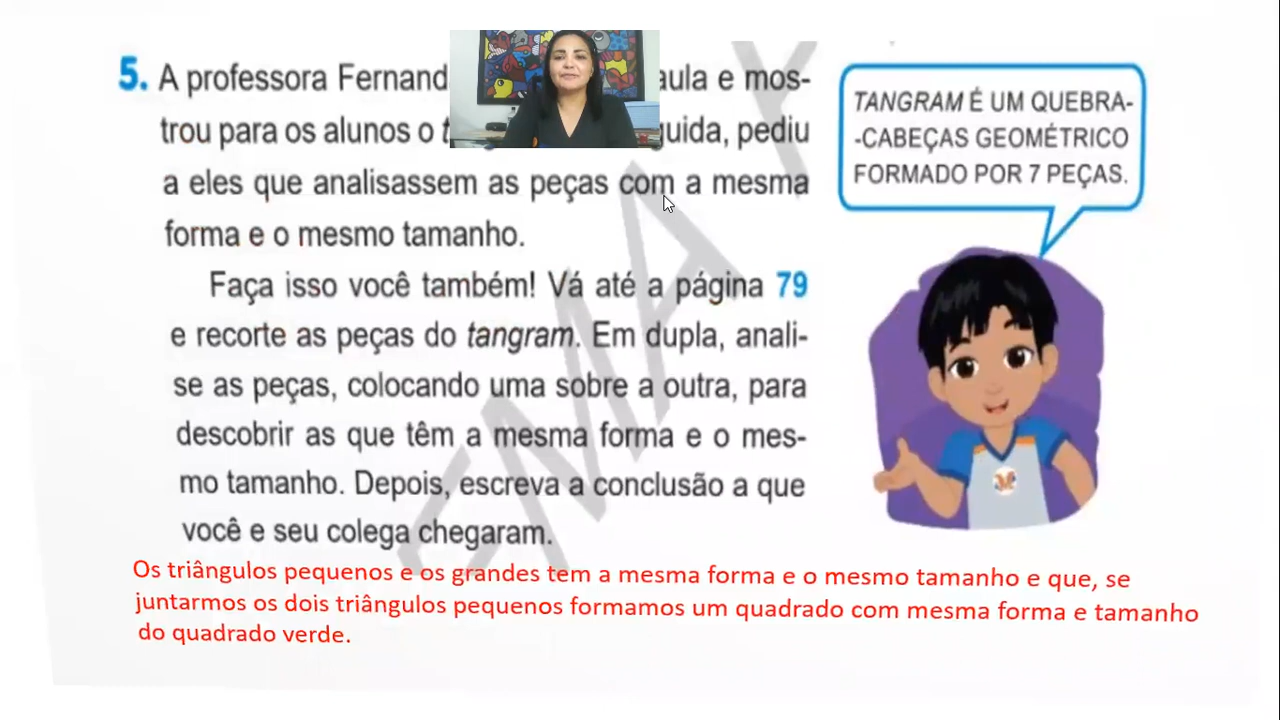 5. A professora Fernand aula e mos-
trou para os alunos o pediu
a eles que analisassem as peças com a mesma
forma e o mesmo tamanho.
Faça isso você também! Vá até a página 79
e recorte as peças do tangram. Em dupla, anali-
se as peças, colocando uma sobre a outra, para
descobrir as que têm a mesma forma e o mes-
mo tamanho. Depois, escreva a conclusão a que
você e seu colega chegaram.
TANGRAM É UM QUEBRA-
-CABEÇAS GEOMÉTRICO
FORMADO POR 7 PEÇAS.
Os triângulos pequenos e os grandes tem a mesma forma e o mesmo tamanho e que, se
juntarmos os dois triângulos pequenos formamos um quadrado com mesma forma e tamanho
do quadrado verde.